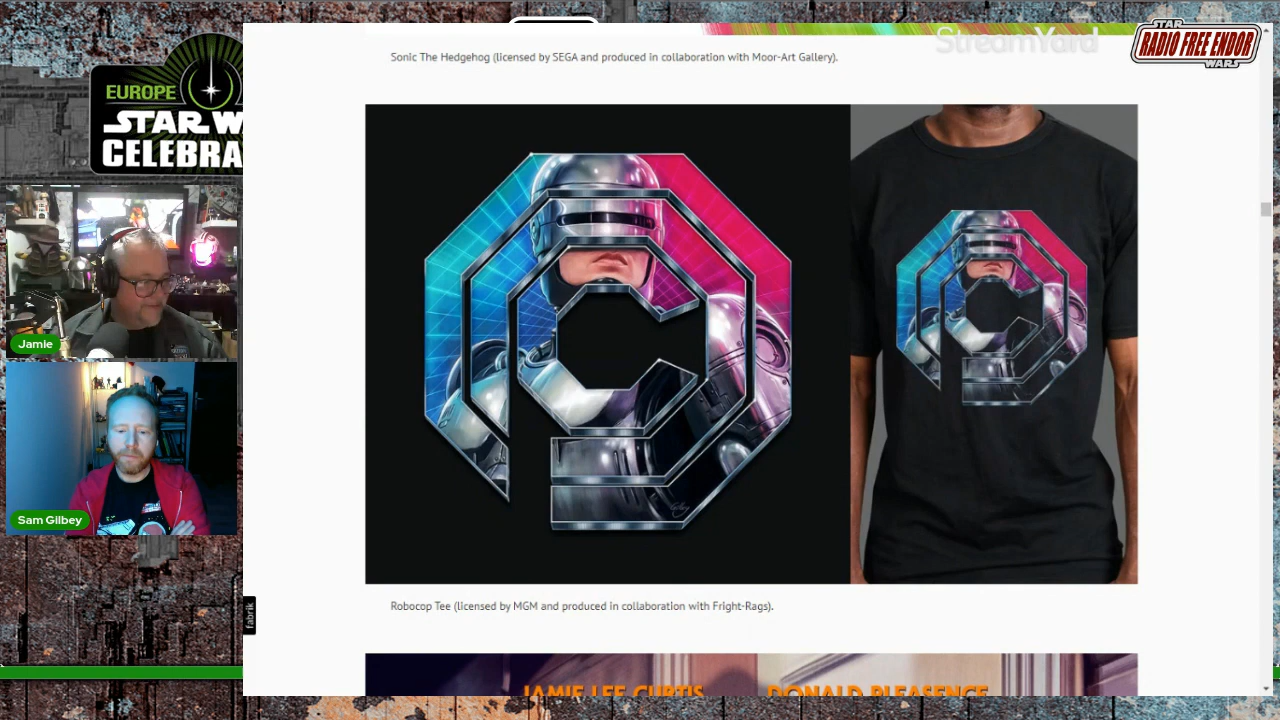 StreamYard
STAR
RADIO FREE ENDOR
WARS
Sonic The Hedgehog (licensed by SEGA and produced in collaboration with Moor-Art Gallery).
EUROPE
STAR W
CELEBRA
Jamie
Sam Gilbey
fabrik
Robocop Tee (licensed by MGM and produced in collaboration with Fright-Rags).
JAMIE LEE CURTIS DONALD PLEASENCE